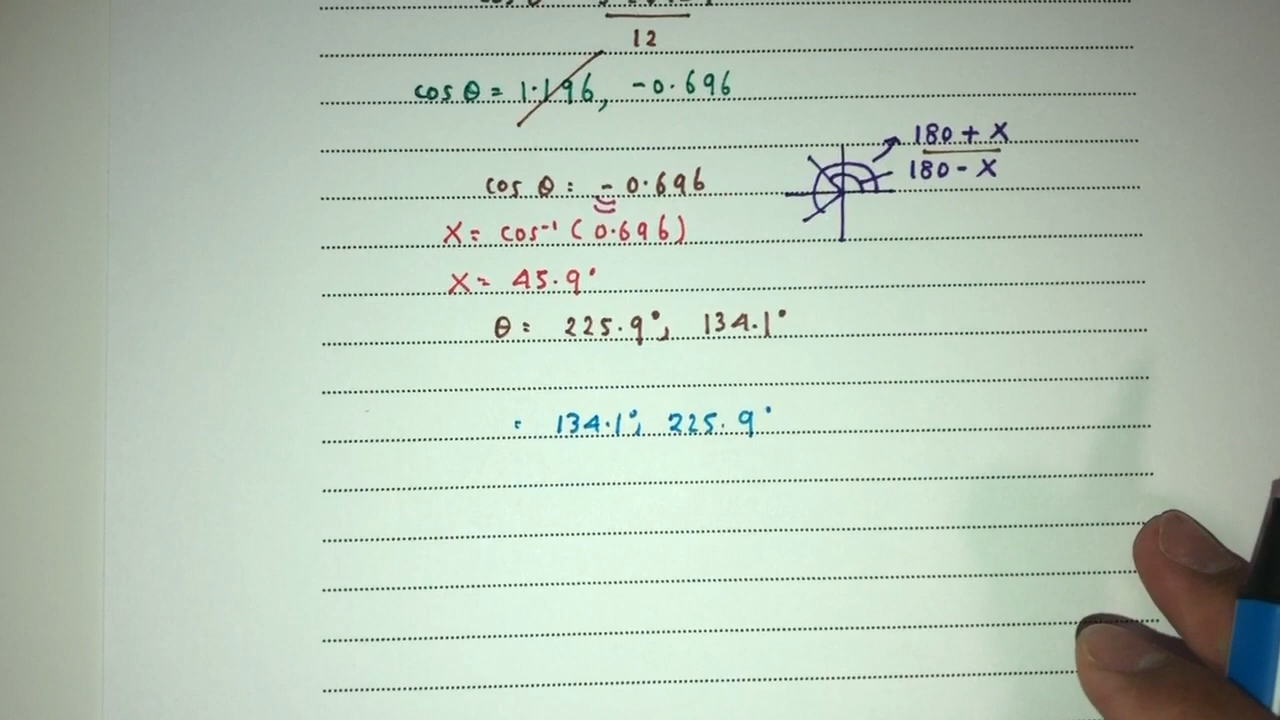 12
cos θ = 1.196, -0.696
180 + x
180 - x
cos θ = - 0.696
x = cos⁻¹ (0.696)
x = 45.9°
θ = 225.9°, 134.1°
= 134.1°, 225.9°